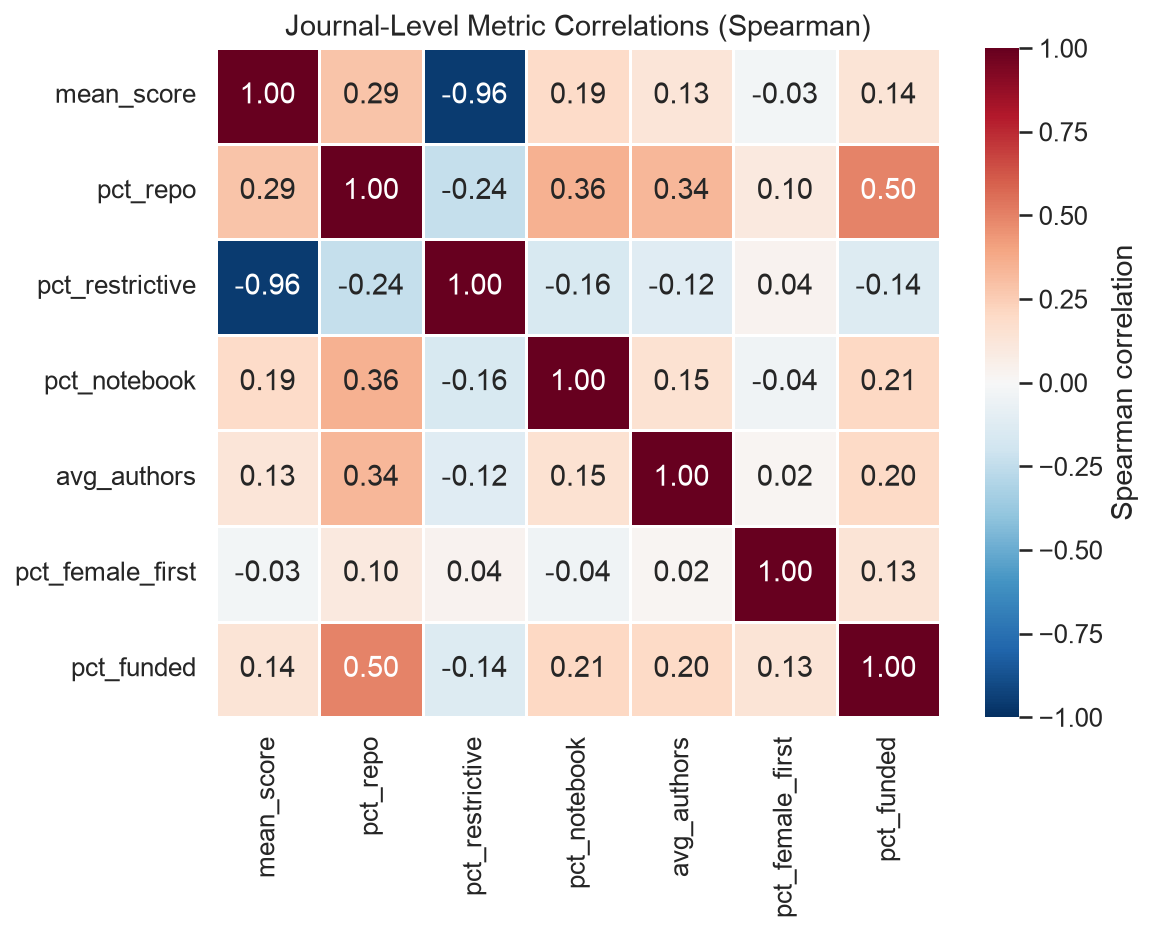 Journal-Level Metric Correlations (Spearman)
mean_score 1.00 0.29 -0.96 0.19 0.13 -0.03 0.14
pct_repo 0.29 1.00 -0.24 0.36 0.34 0.10 0.50
pct_restrictive -0.96 -0.24 1.00 -0.16 -0.12 0.04 -0.14
pct_notebook 0.19 0.36 -0.16 1.00 0.15 -0.04 0.21
avg_authors 0.13 0.34 -0.12 0.15 1.00 0.02 0.20
pct_female_first -0.03 0.10 0.04 -0.04 0.02 1.00 0.13
pct_funded 0.14 0.50 -0.14 0.21 0.20 0.13 1.00
mean_score
pct_repo
pct_restrictive
pct_notebook
avg_authors
pct_female_first
pct_funded
1.00
0.75
0.50
0.25
0.00
−0.25
−0.50
−0.75
−1.00
Spearman correlation